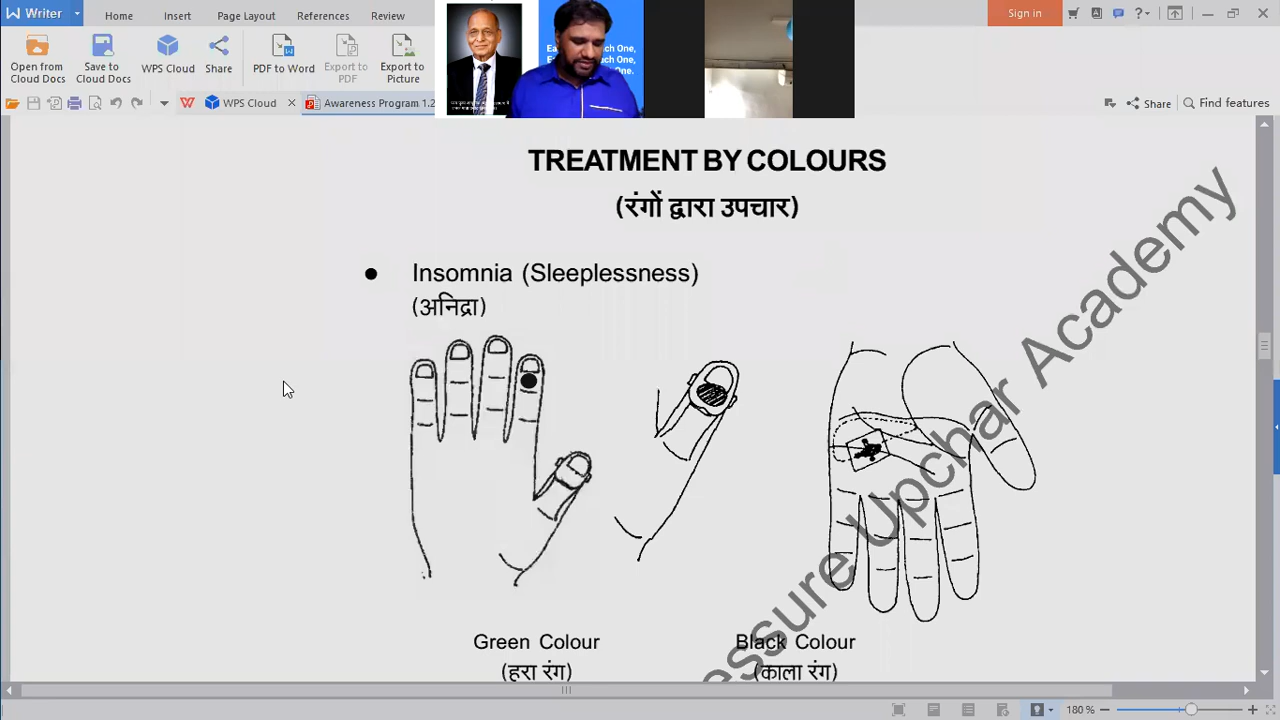 Writer
Home
Insert
Page Layout
References
Review
Sign in
Open from
Cloud Docs
Save to
Cloud Docs
WPS Cloud
Share
PDF to Word
Export to
PDF
Export to
Picture
WPS Cloud
Awareness Program 1.2
Share
Find features
TREATMENT BY COLOURS
(रंगों द्वारा उपचार)
Insomnia (Sleeplessness)
(अनिद्रा)
Green Colour
(हरा रंग)
Black Colour
(काला रंग)
Upchar Academy
180 %